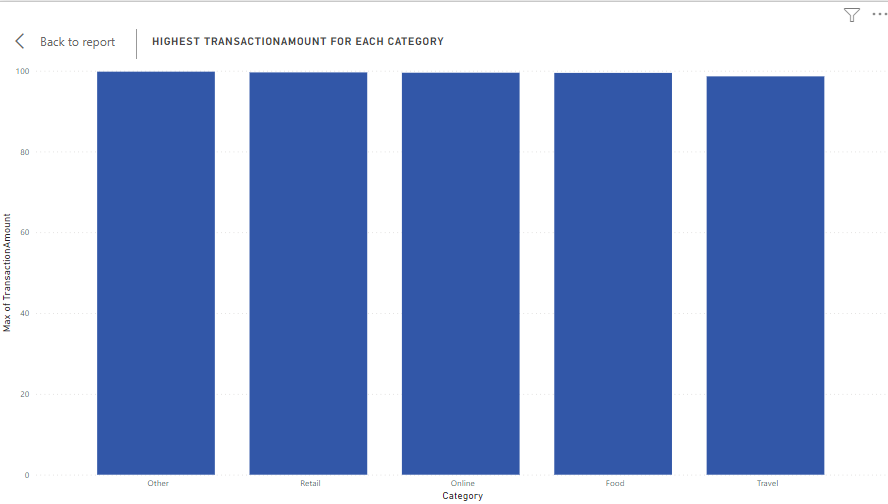 Back to report
HIGHEST TRANSACTIONAMOUNT FOR EACH CATEGORY
Max of TransactionAmount
100
80
60
40
20
0
Other Retail Online Food Travel
Category